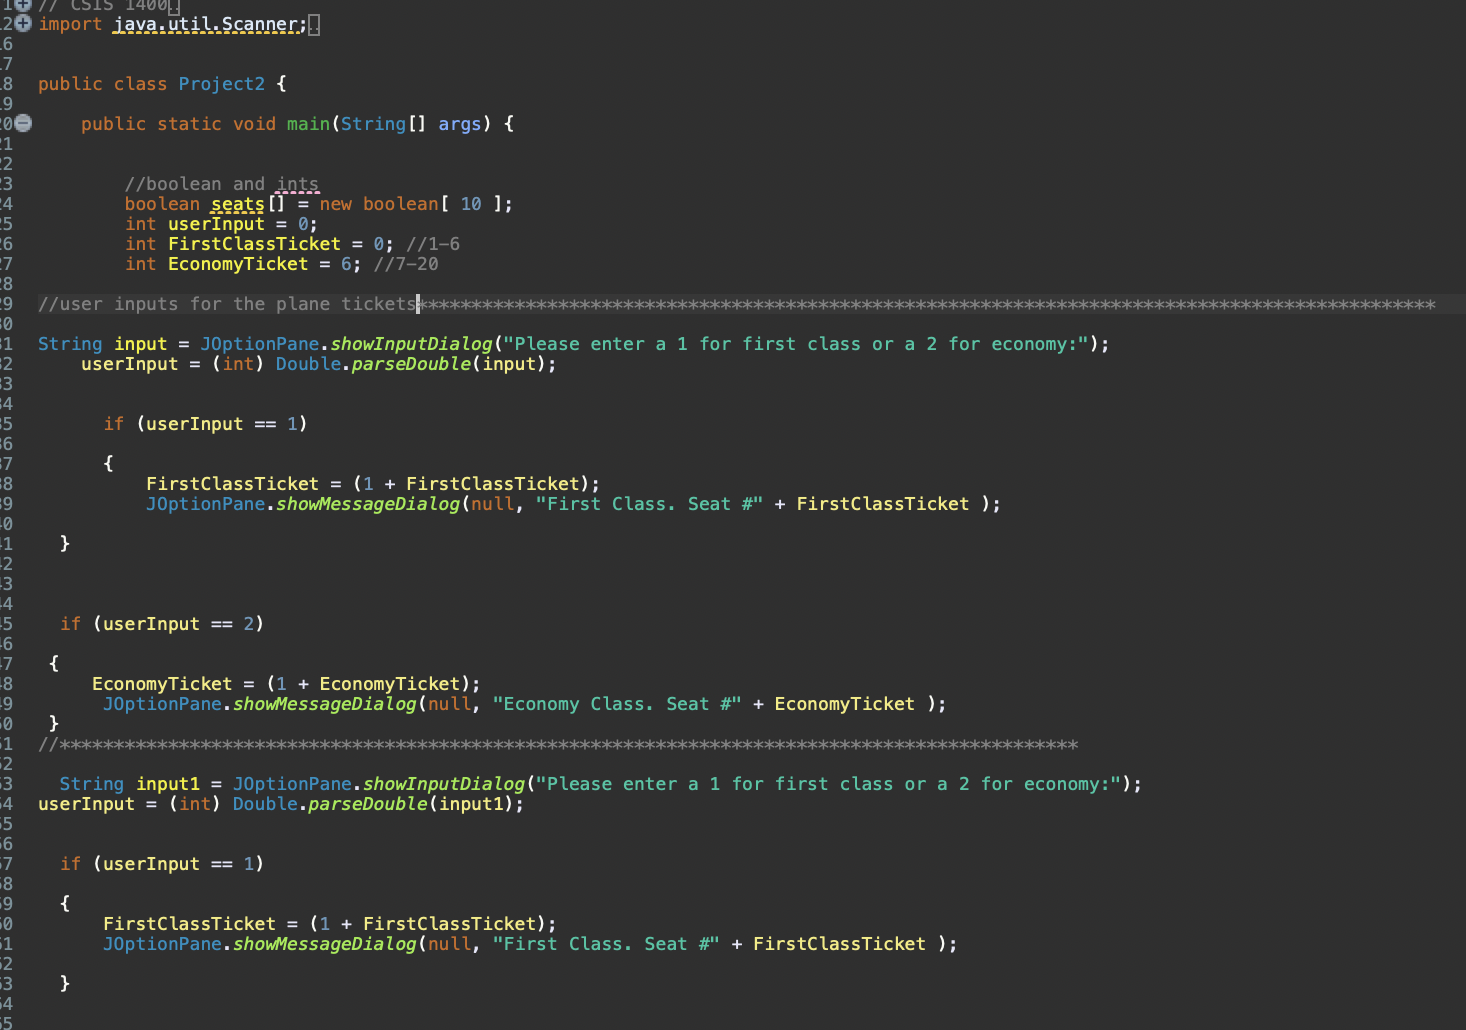 1 // CSIS 1400
12 import java.util.Scanner;
16
17
18 public class Project2 {
19
20 public static void main(String[] args) {
21
22
23 //boolean and ints
24 boolean seats[] = new boolean[ 10 ];
25 int userInput = 0;
26 int FirstClassTicket = 0; //1-6
27 int EconomyTicket = 6; //7-20
28
29 //user inputs for the plane tickets**********************************************************************************************
30
31 String input = JOptionPane.showInputDialog("Please enter a 1 for first class or a 2 for economy:");
32 userInput = (int) Double.parseDouble(input);
33
34
35 if (userInput == 1)
36
37 {
38 FirstClassTicket = (1 + FirstClassTicket);
39 JOptionPane.showMessageDialog(null, "First Class. Seat #" + FirstClassTicket );
40
41 }
42
43
44
45 if (userInput == 2)
46
47 {
48 EconomyTicket = (1 + EconomyTicket);
49 JOptionPane.showMessageDialog(null, "Economy Class. Seat #" + EconomyTicket );
50 }
51 //**********************************************************************************************
52
53 String input1 = JOptionPane.showInputDialog("Please enter a 1 for first class or a 2 for economy:");
54 userInput = (int) Double.parseDouble(input1);
55
56
57 if (userInput == 1)
58
59 {
60 FirstClassTicket = (1 + FirstClassTicket);
61 JOptionPane.showMessageDialog(null, "First Class. Seat #" + FirstClassTicket );
62
63 }
64
65